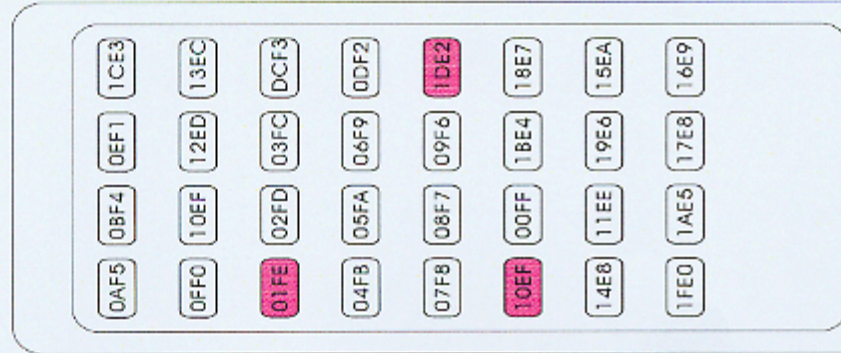 0AF5 0BF4 0EF1 1CE3
0FF0 10EF 12ED 13EC
01FE 02FD 03FC DCF3
04FB 05FA 06F9 0DF2
07F8 08F7 09F6 1DE2
10EF 00FF 1BE4 18E7
14E8 11EE 19E6 15EA
1FE0 1AE5 17E8 16E9